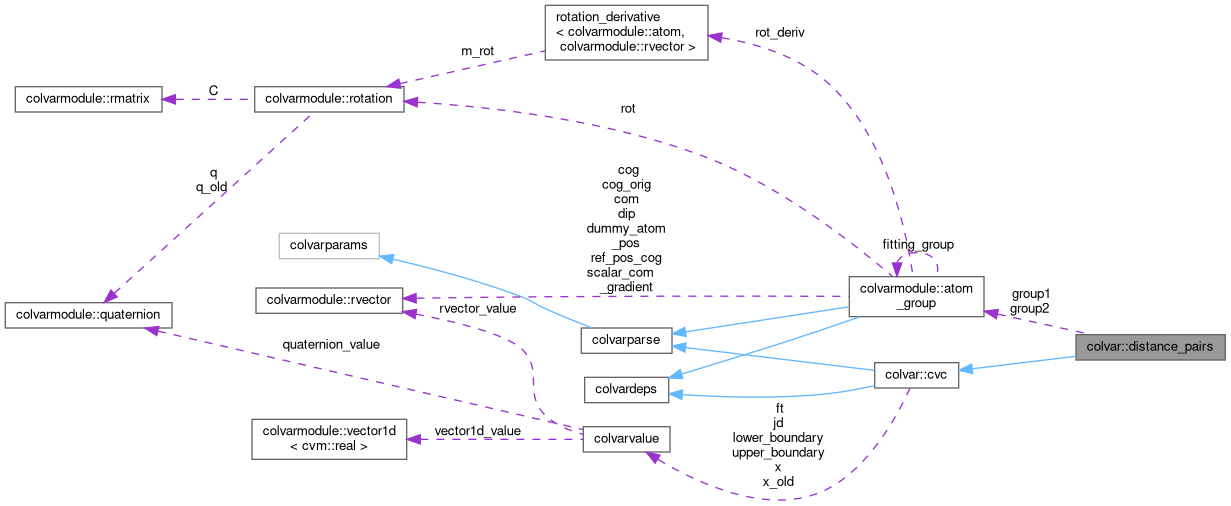 rotation_derivative
< colvarmodule::atom,
colvarmodule::rvector >
rot_deriv
m_rot
colvarmodule::rmatrix
C
colvarmodule::rotation
rot
q
q_old
cog
cog_orig
com
dip
dummy_atom
_pos
ref_pos_cog
scalar_com
_gradient
fitting_group
colvarparams
colvarmodule::atom
_group
colvarmodule::rvector
group1
group2
colvarmodule::quaternion
rvector_value
colvarparse
colvar::distance_pairs
quaternion_value
colvar::cvc
colvardeps
ft
jd
lower_boundary
upper_boundary
x
x_old
colvarmodule::vector1d
< cvm::real >
vector1d_value
colvarvalue